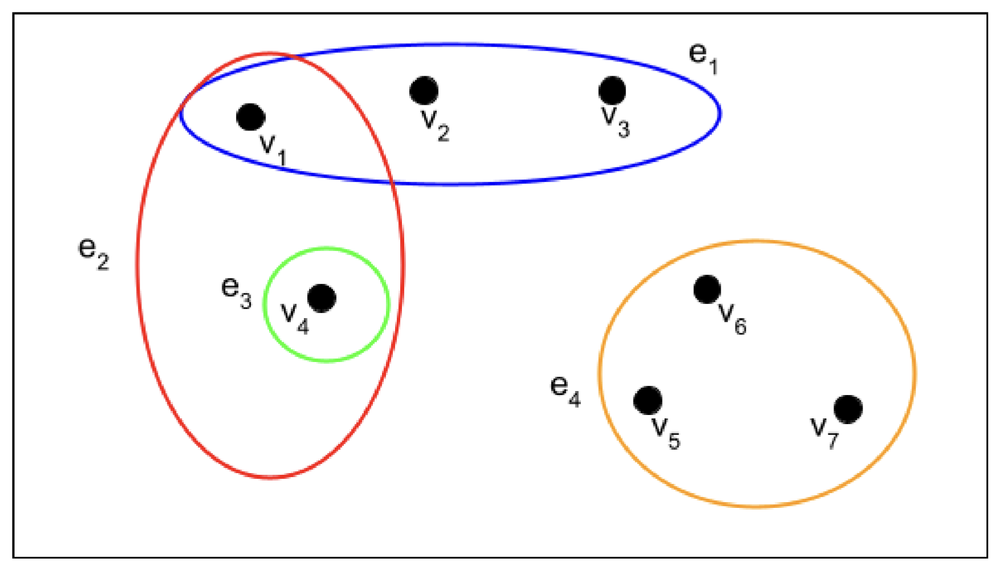 e₁
v₂
v₃
v₁
e₂
e₃
v₄
v₆
e₄
v₅
v₇